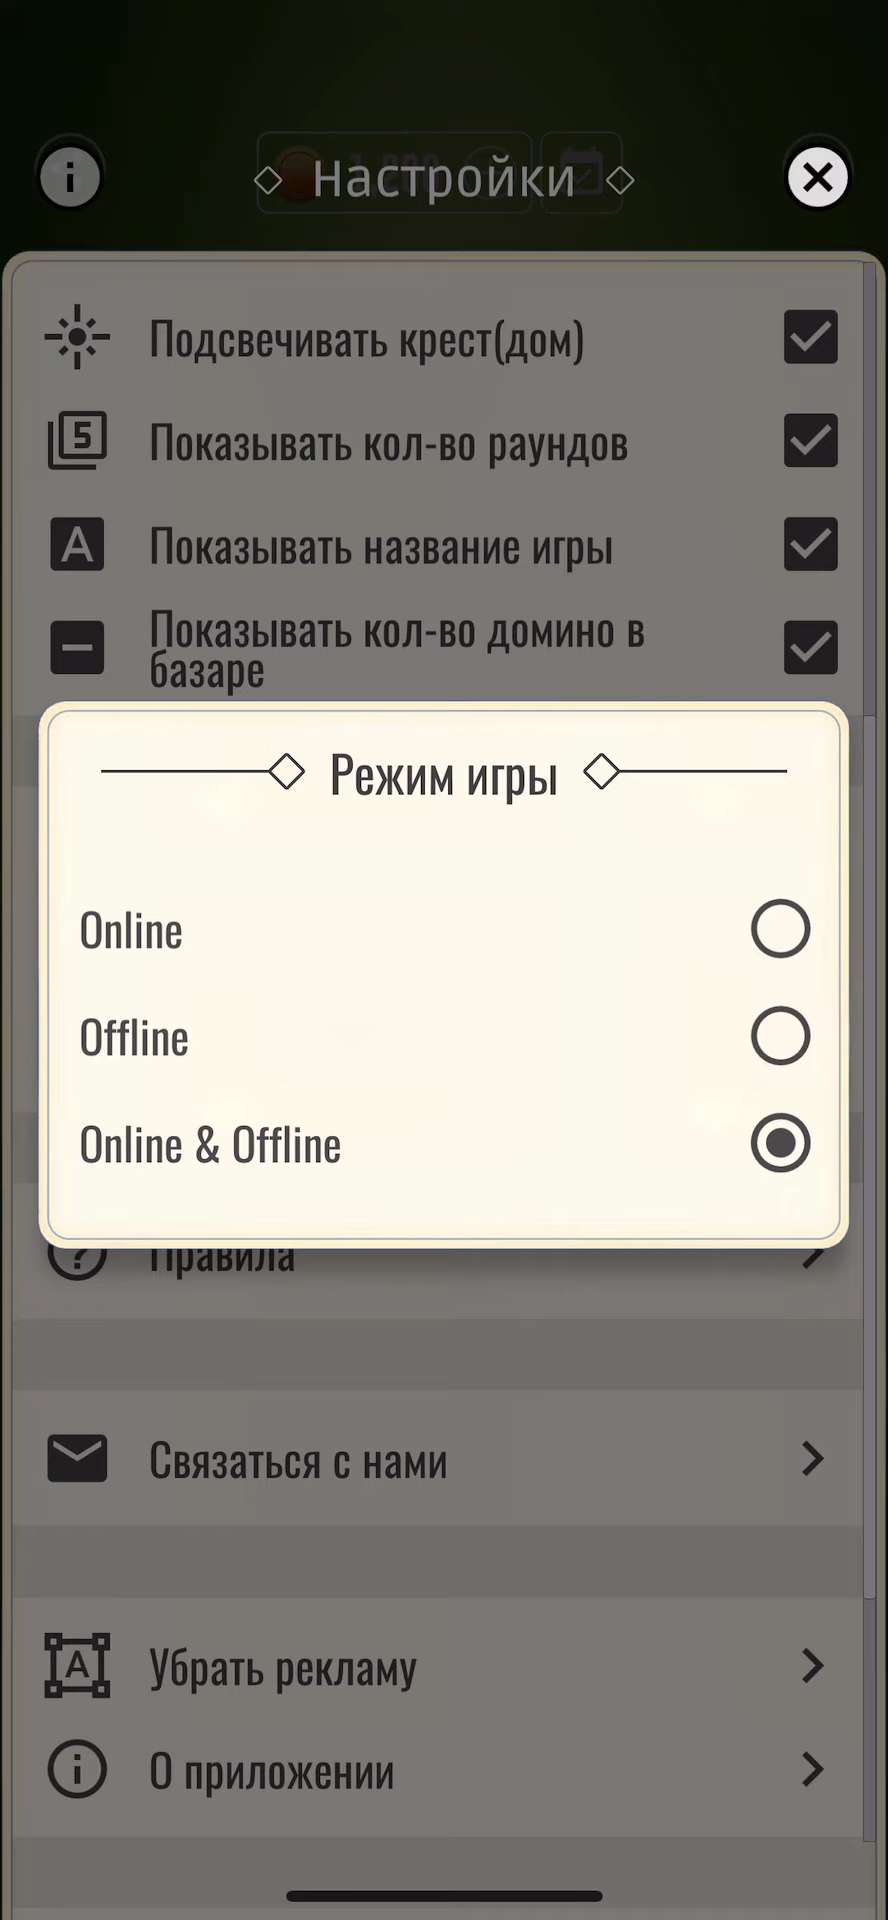 Настройки
Подсвечивать крест(дом)
5
Показывать кол-во раундов
A
Показывать название игры
Показывать кол-во домино в
базаре
Режим игры
Online
Offline
Online & Offline
Правила
Связаться с нами
A
Убрать рекламу
О приложении